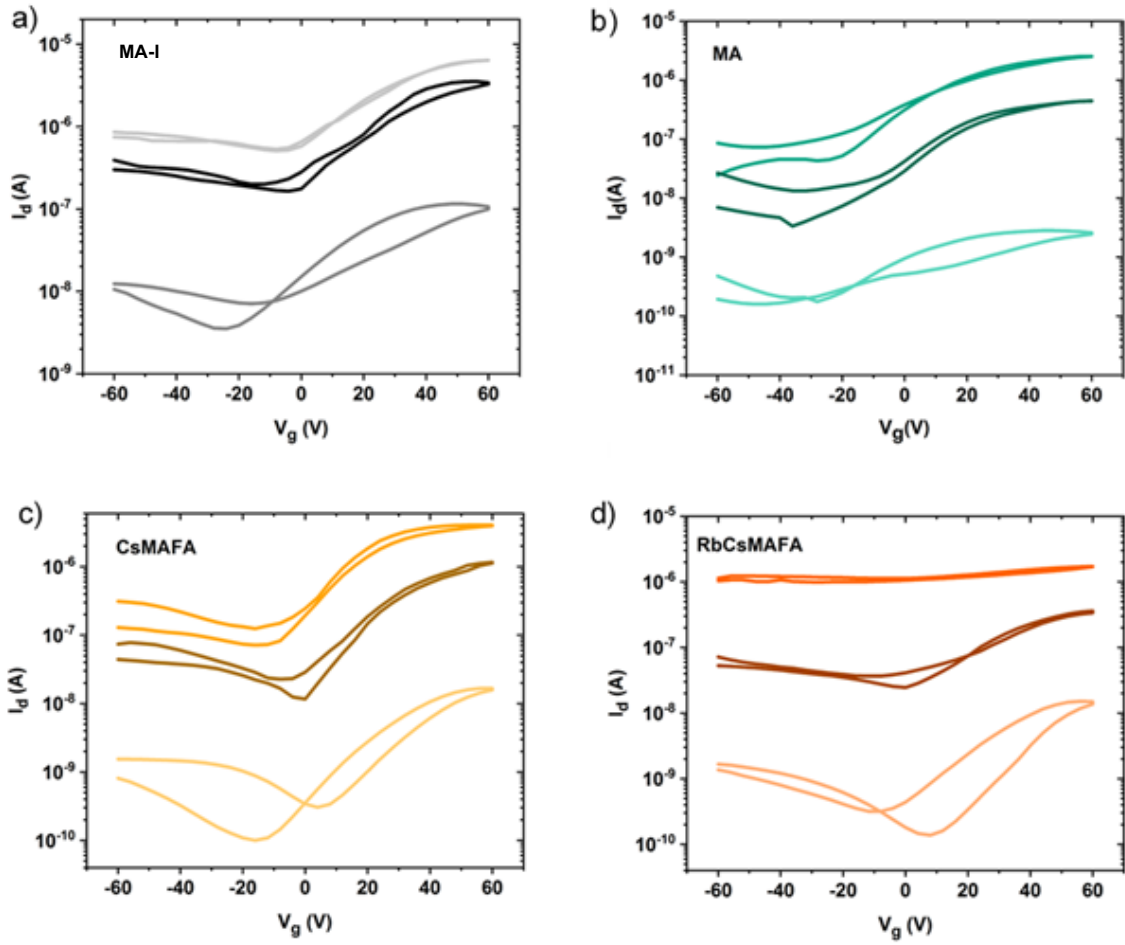 a)
MA-I
10⁻⁵
10⁻⁶
10⁻⁷
10⁻⁸
10⁻⁹
I_d (A)
-60 -40 -20 0 20 40 60
V_g (V)
b)
MA
10⁻⁵
10⁻⁶
10⁻⁷
10⁻⁸
10⁻⁹
10⁻¹⁰
10⁻¹¹
I_d(A)
-60 -40 -20 0 20 40 60
V_g(V)
c)
CsMAFA
10⁻⁶
10⁻⁷
10⁻⁸
10⁻⁹
10⁻¹⁰
I_d (A)
-60 -40 -20 0 20 40 60
V_g (V)
d)
RbCsMAFA
10⁻⁵
10⁻⁶
10⁻⁷
10⁻⁸
10⁻⁹
10⁻¹⁰
I_d (A)
-60 -40 -20 0 20 40 60
V_g (V)